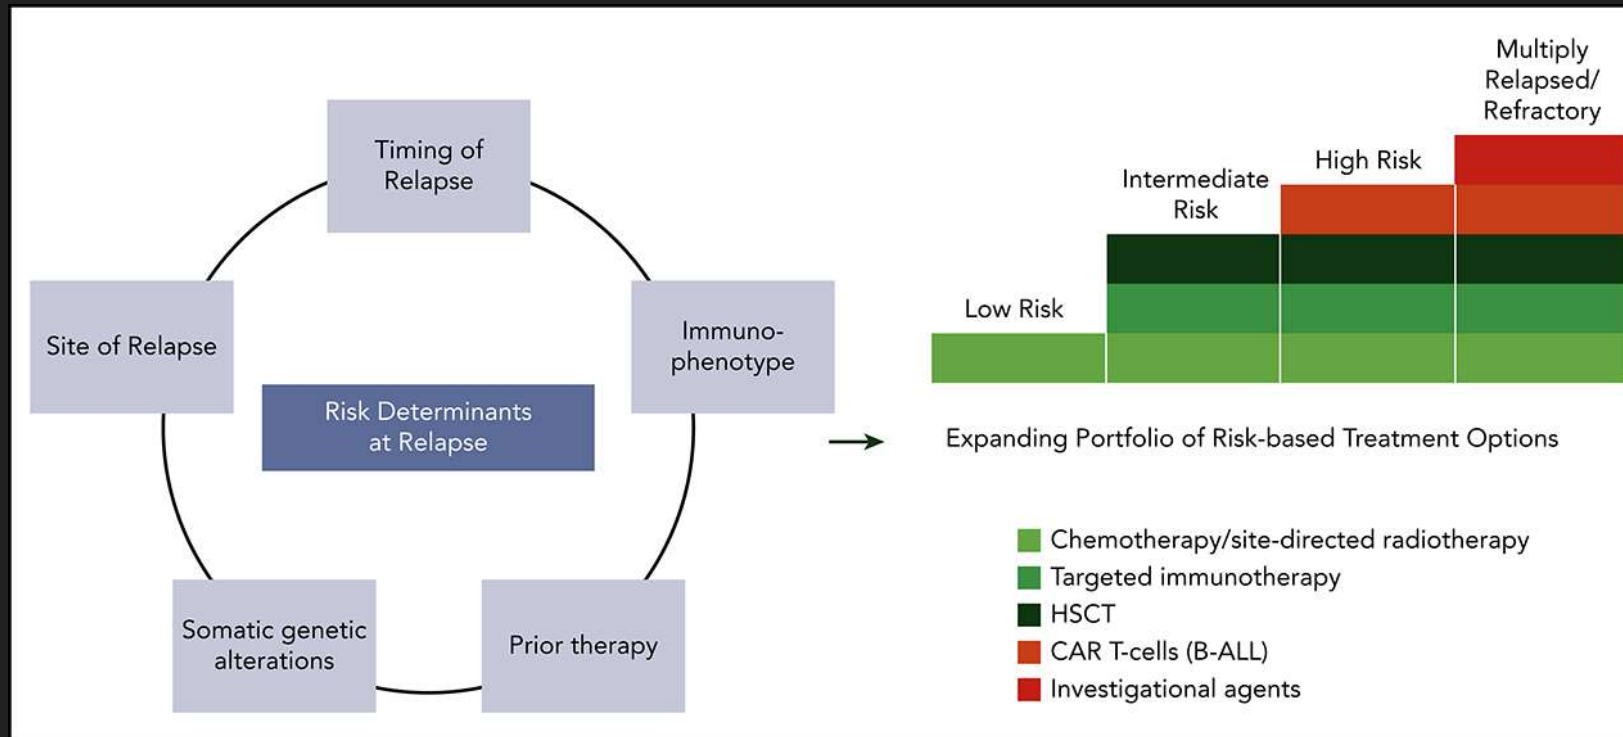 Timing of
Relapse
Site of Relapse
Immuno-
phenotype
Risk Determinants
at Relapse
Somatic genetic
alterations
Prior therapy
Low Risk
Intermediate
Risk
High Risk
Multiply
Relapsed/
Refractory
Expanding Portfolio of Risk-based Treatment Options
Chemotherapy/site-directed radiotherapy
Targeted immunotherapy
HSCT
CAR T-cells (B-ALL)
Investigational agents